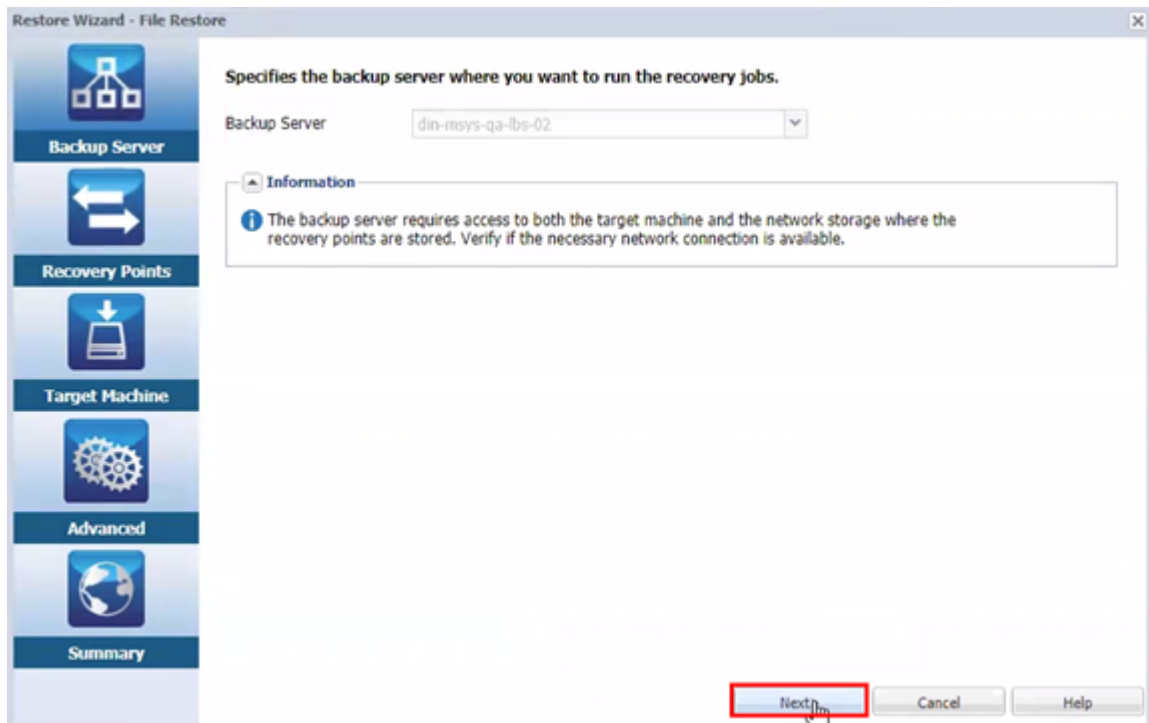 Restore Wizard - File Restore
Backup Server
Recovery Points
Target Machine
Advanced
Summary
Specifies the backup server where you want to run the recovery jobs.
Backup Server
din-msys-qa-lbs-02
Information
The backup server requires access to both the target machine and the network storage where the
recovery points are stored. Verify if the necessary network connection is available.
Next
Cancel
Help